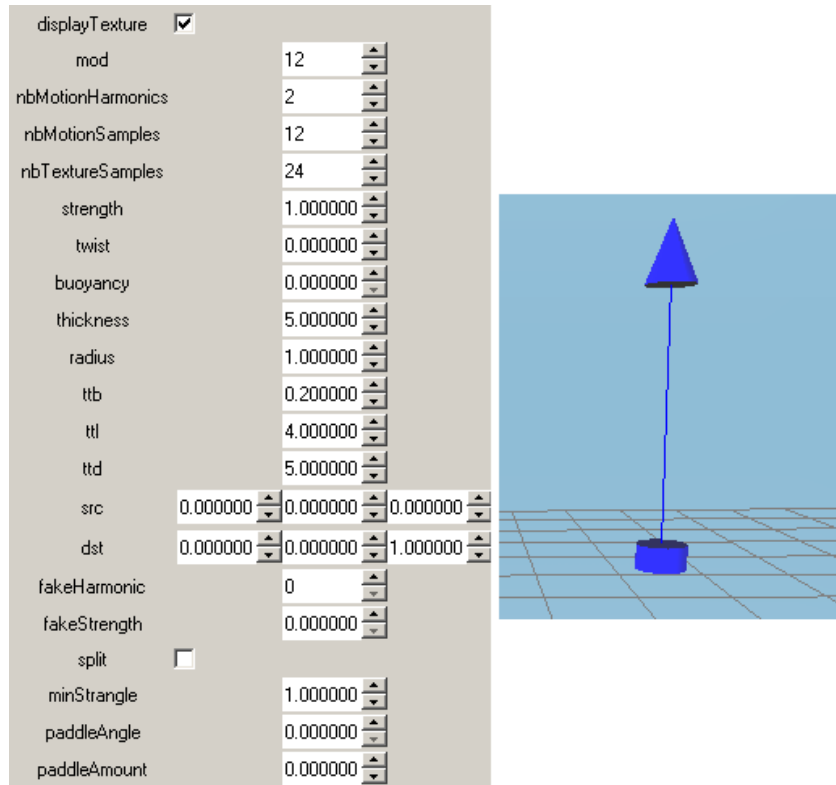 displayTexture
mod 12
nbMotionHarmonics 2
nbMotionSamples 12
nbTextureSamples 24
strength 1.000000
twist 0.000000
buoyancy 0.000000
thickness 5.000000
radius 1.000000
ttb 0.200000
ttl 4.000000
ttd 5.000000
src 0.000000 0.000000 0.000000
dst 0.000000 0.000000 1.000000
fakeHarmonic 0
fakeStrength 0.000000
split
minStrangle 1.000000
paddleAngle 0.000000
paddleAmount 0.000000